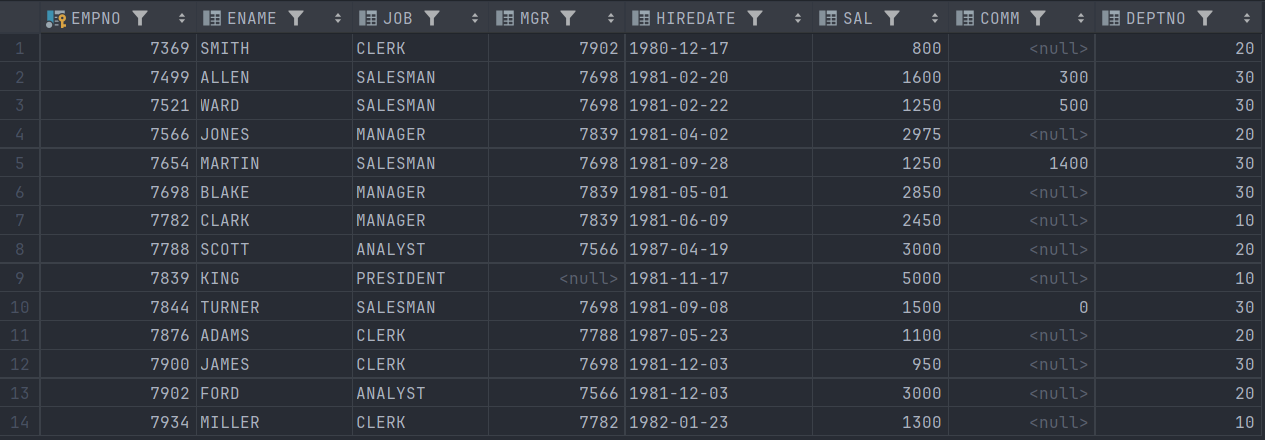 EMPNO ENAME JOB MGR HIREDATE SAL COMM DEPTNO
1 7369 SMITH CLERK 7902 1980-12-17 800 <null> 20
2 7499 ALLEN SALESMAN 7698 1981-02-20 1600 300 30
3 7521 WARD SALESMAN 7698 1981-02-22 1250 500 30
4 7566 JONES MANAGER 7839 1981-04-02 2975 <null> 20
5 7654 MARTIN SALESMAN 7698 1981-09-28 1250 1400 30
6 7698 BLAKE MANAGER 7839 1981-05-01 2850 <null> 30
7 7782 CLARK MANAGER 7839 1981-06-09 2450 <null> 10
8 7788 SCOTT ANALYST 7566 1987-04-19 3000 <null> 20
9 7839 KING PRESIDENT <null> 1981-11-17 5000 <null> 10
10 7844 TURNER SALESMAN 7698 1981-09-08 1500 0 30
11 7876 ADAMS CLERK 7788 1987-05-23 1100 <null> 20
12 7900 JAMES CLERK 7698 1981-12-03 950 <null> 30
13 7902 FORD ANALYST 7566 1981-12-03 3000 <null> 20
14 7934 MILLER CLERK 7782 1982-01-23 1300 <null> 10